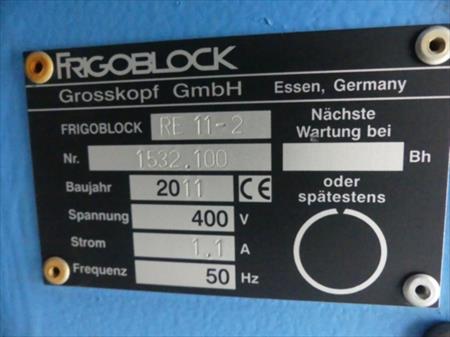 FRIGOBLOCK
Grosskopf GmbH Essen, Germany
FRIGOBLOCK RE 11-2
Nr. 1532.100
Baujahr 2011 CE
Spannung 400 V
Strom 1.1 A
Frequenz 50 Hz
Nächste
Wartung bei
Bh
oder
spätestens